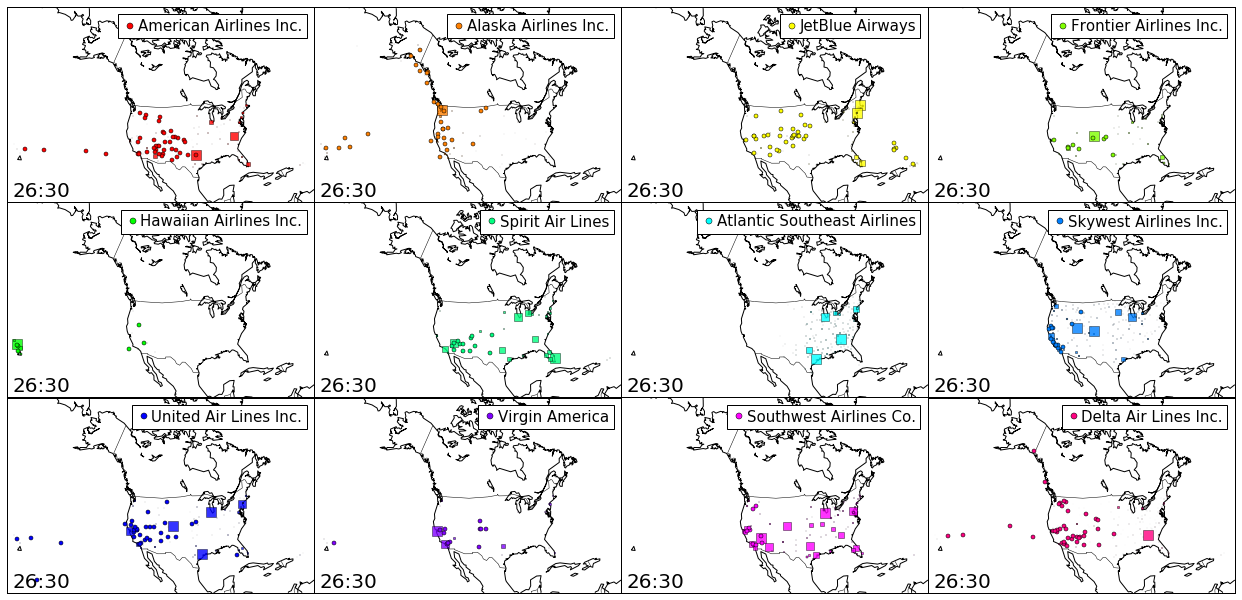 American Airlines Inc.
Alaska Airlines Inc.
JetBlue Airways
Frontier Airlines Inc.
26:30
26:30
26:30
26:30
Hawaiian Airlines Inc.
Spirit Air Lines
Atlantic Southeast Airlines
Skywest Airlines Inc.
26:30
26:30
26:30
26:30
United Air Lines Inc.
Virgin America
Southwest Airlines Co.
Delta Air Lines Inc.
26:30
26:30
26:30
26:30